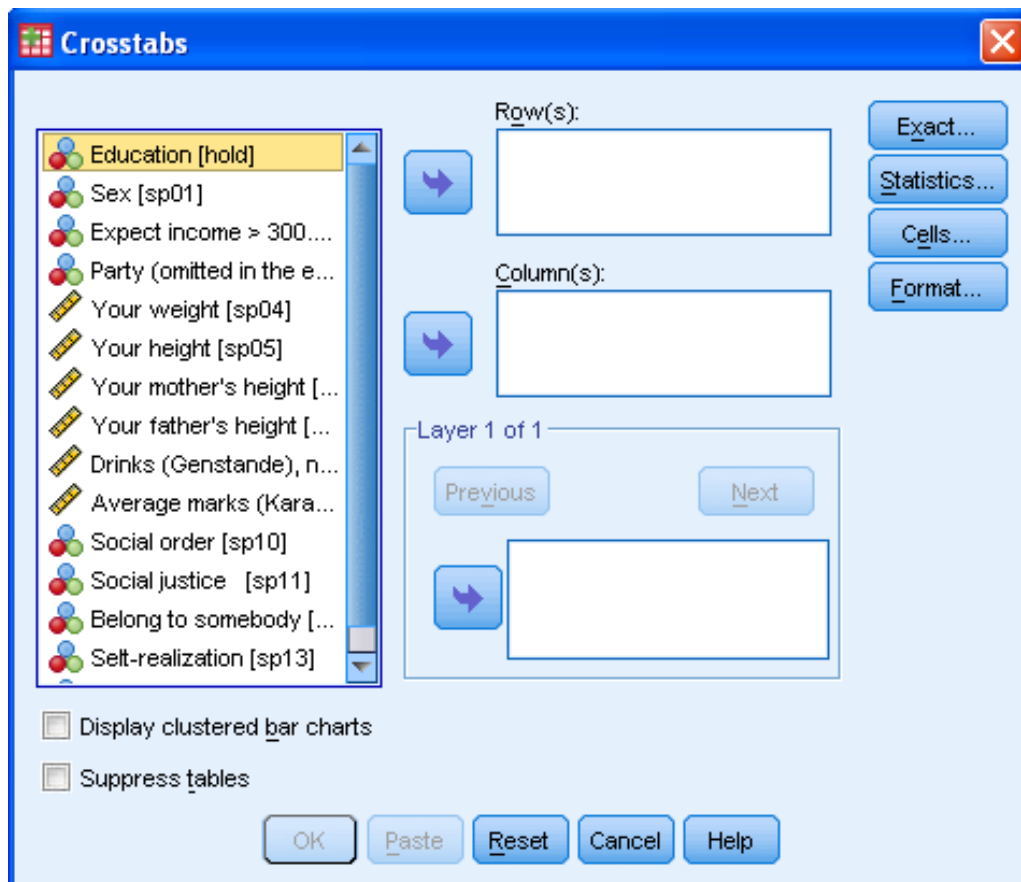 Crosstabs
Education [hold]
Sex [sp01]
Expect income > 300....
Party (omitted in the e...
Your weight [sp04]
Your height [sp05]
Your mother's height [...
Your father's height [...
Drinks (Genstande), n...
Average marks (Kara...
Social order [sp10]
Social justice [sp11]
Belong to somebody [...
Selt-realization [sp13]
Row(s):
Column(s):
Layer 1 of 1
Previous
Next
Exact...
Statistics...
Cells...
Format...
Display clustered bar charts
Suppress tables
OK
Paste
Reset
Cancel
Help